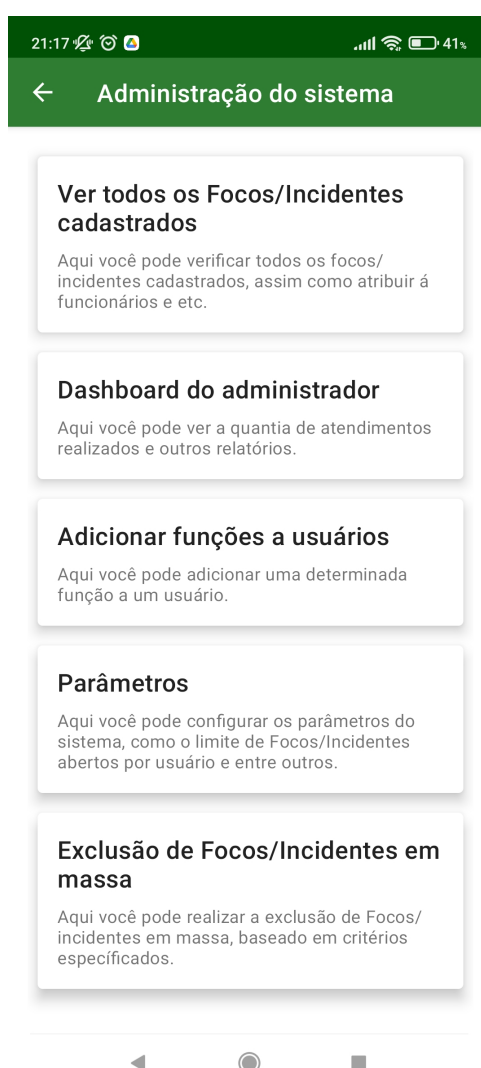 21:17 41%
Administração do sistema
Ver todos os Focos/Incidentes
cadastrados
Aqui você pode verificar todos os focos/
incidentes cadastrados, assim como atribuir á
funcionários e etc.
Dashboard do administrador
Aqui você pode ver a quantia de atendimentos
realizados e outros relatórios.
Adicionar funções a usuários
Aqui você pode adicionar uma determinada
função a um usuário.
Parâmetros
Aqui você pode configurar os parâmetros do
sistema, como o limite de Focos/Incidentes
abertos por usuário e entre outros.
Exclusão de Focos/Incidentes em
massa
Aqui você pode realizar a exclusão de Focos/
incidentes em massa, baseado em critérios
específicados.